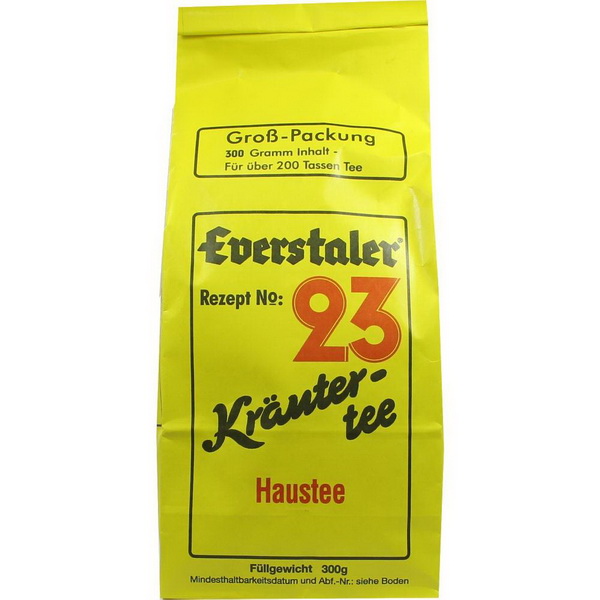 Groß-Packung
300 Gramm Inhalt -
Für über 200 Tassen Tee
Everstaler®
Rezept No: 23
Kräuter-
tee
Haustee
Füllgewicht 300g
Mindesthaltbarkeitsdatum und Abf.-Nr.: siehe Boden